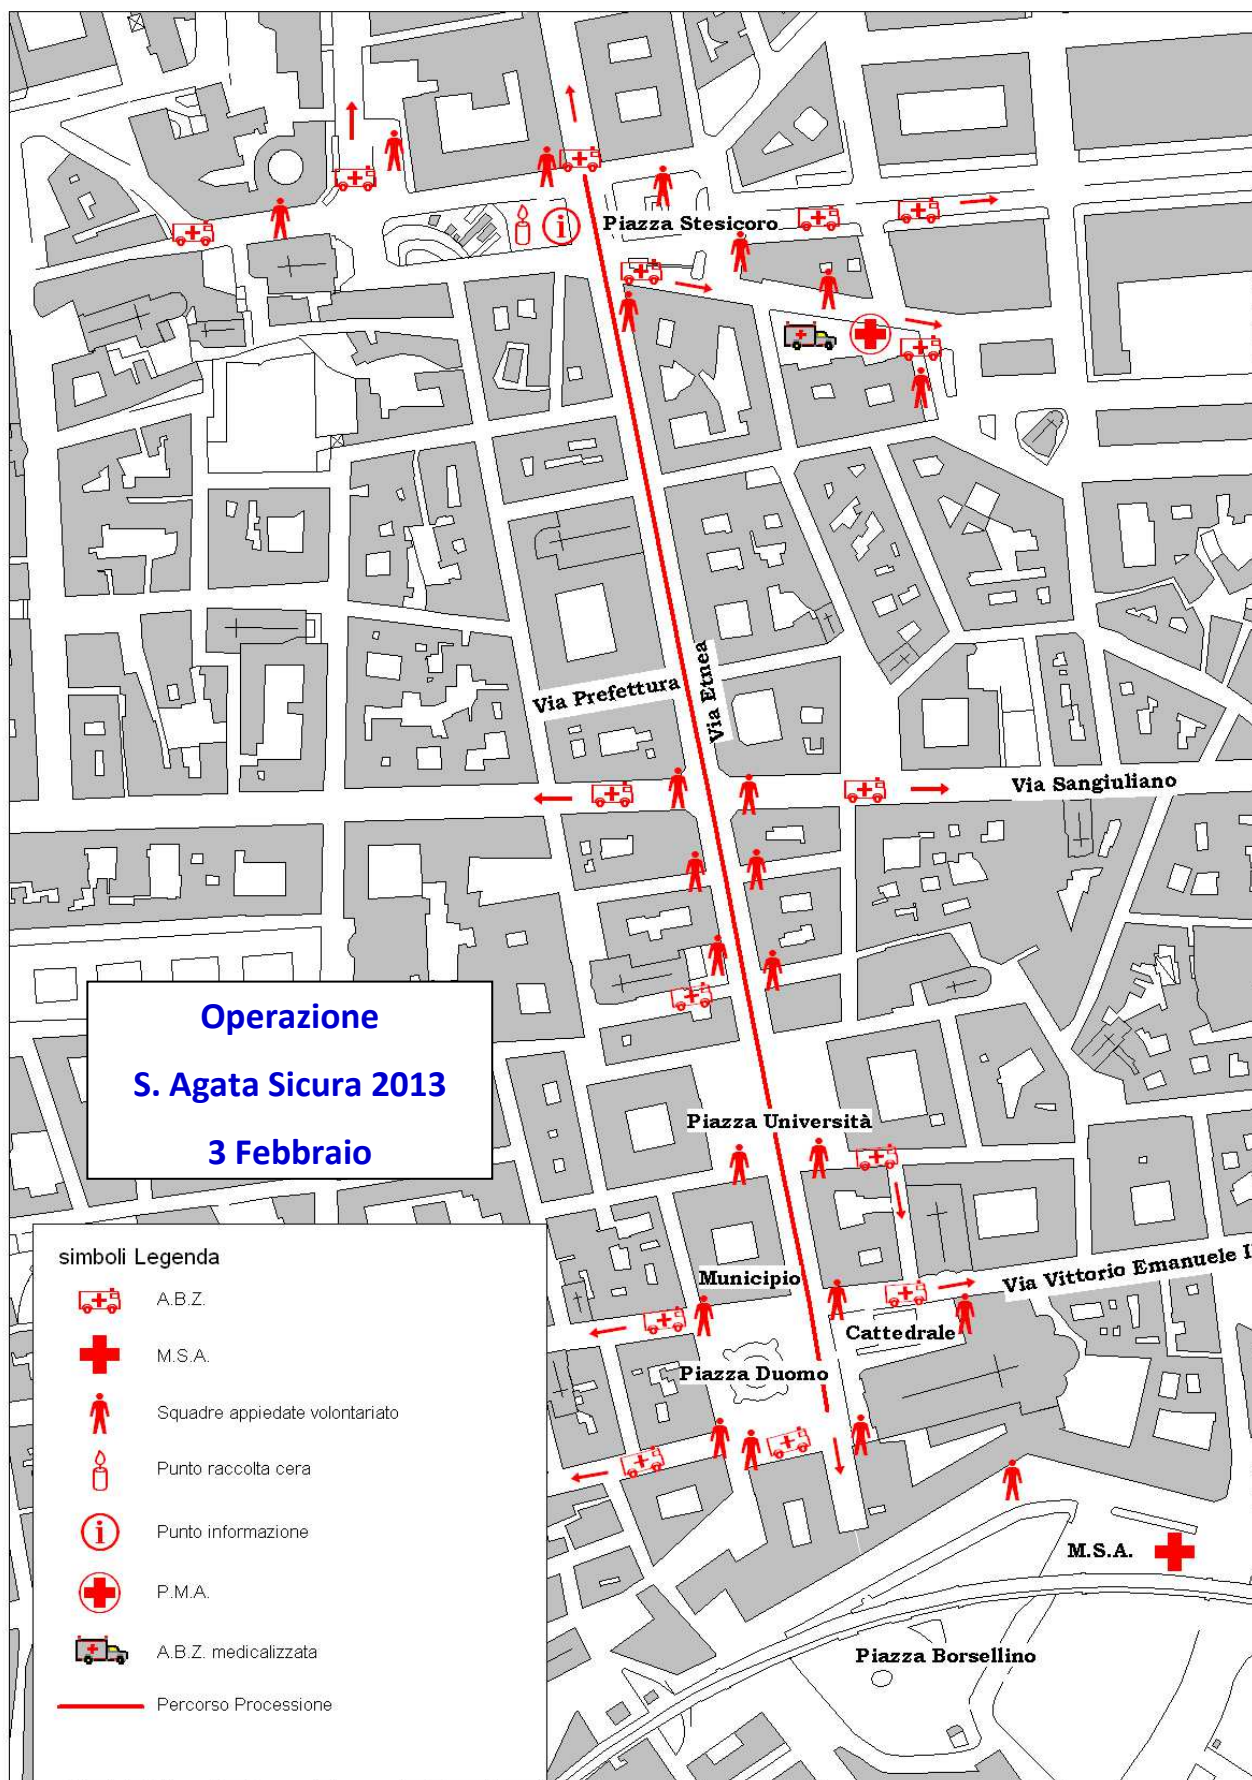 Piazza Stesicoro
Via Prefettura
Via Etnea
Via Sangiuliano
Operazione
S. Agata Sicura 2013
3 Febbraio
Piazza Università
Municipio
Via Vittorio Emanuele I
Cattedrale
Piazza Duomo
M.S.A.
Piazza Borsellino
simboli Legenda
A.B.Z.
M.S.A.
Squadre appiedate volontariato
Punto raccolta cera
i
Punto informazione
P.M.A.
A.B.Z. medicalizzata
Percorso Processione